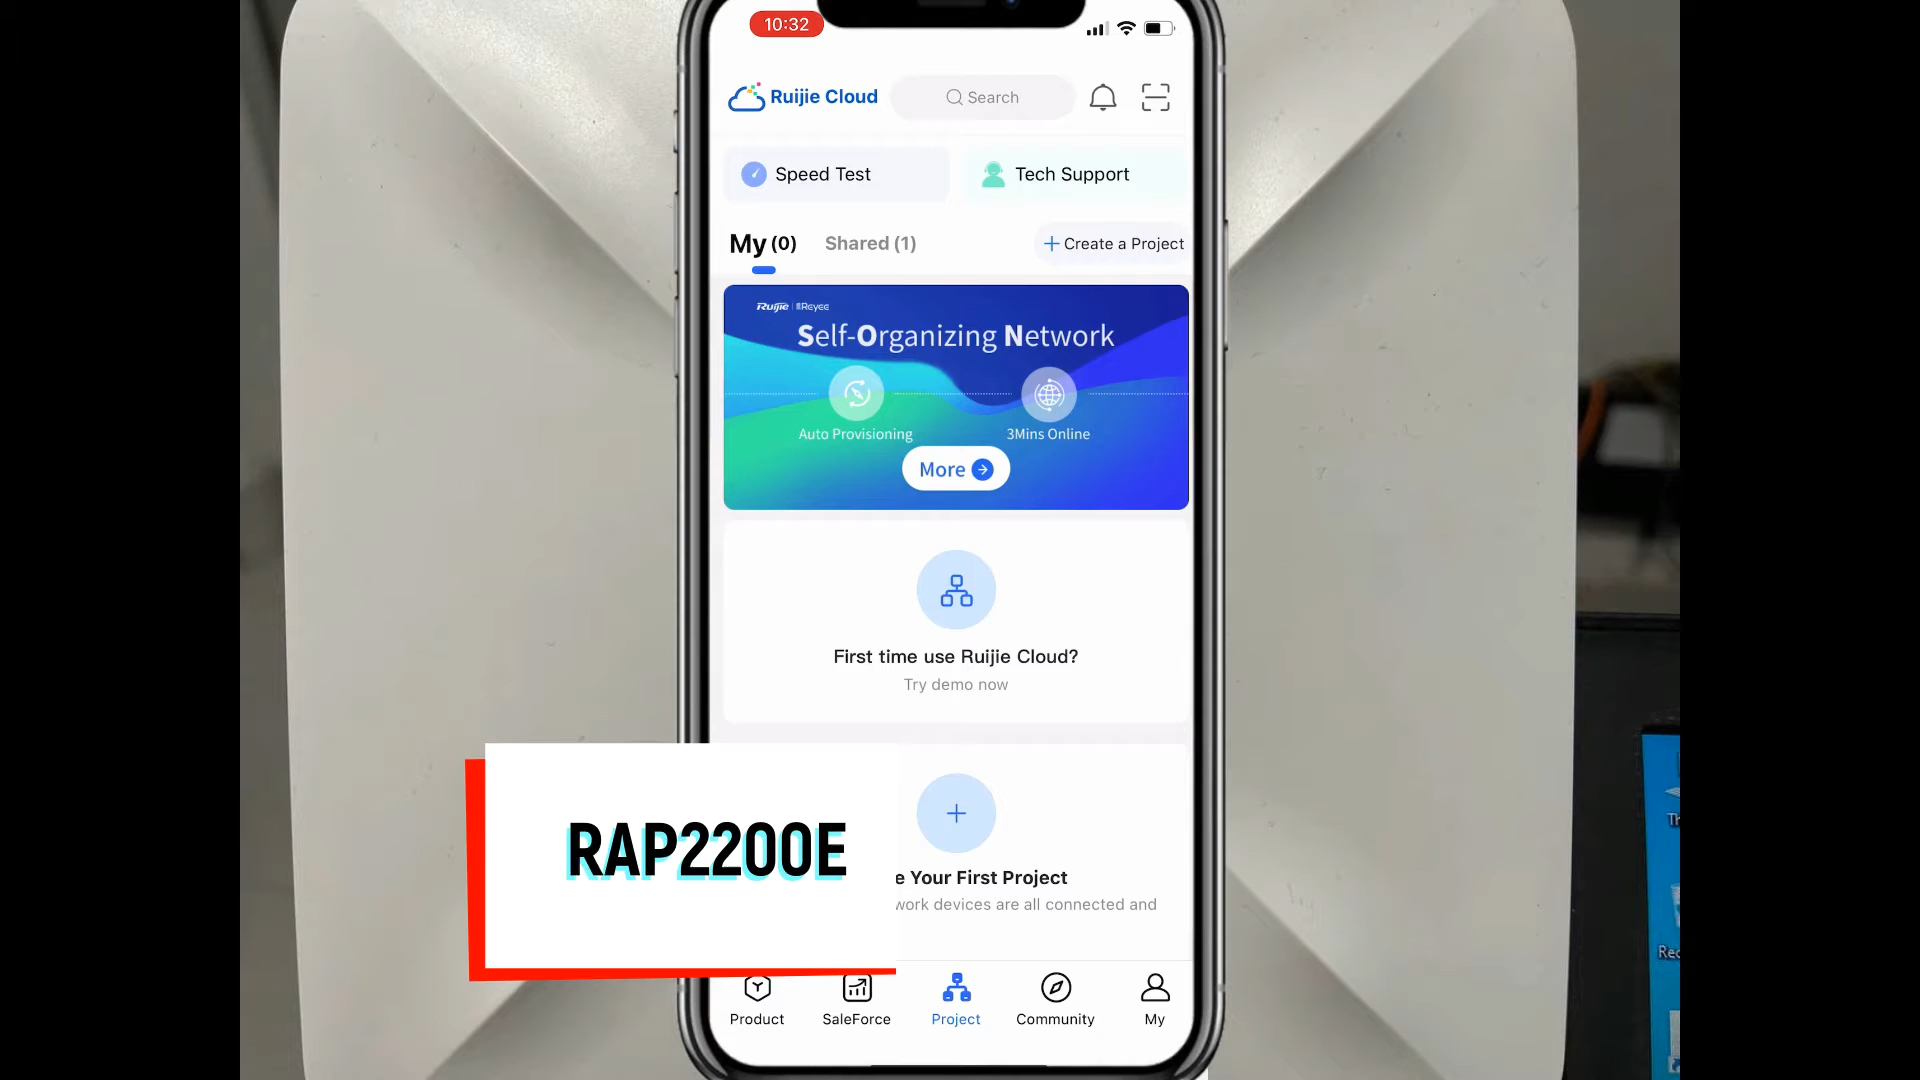 10:32
Ruijie Cloud
Search
Speed Test
Tech Support
My (0)
Shared (1)
+ Create a Project
Ruijie | Reyee
Self-Organizing Network
Auto Provisioning
3Mins Online
More
First time use Ruijie Cloud?
Try demo now
RAP2200E
e Your First Project
work devices are all connected and
Product
SaleForce
Project
Community
My
Th
Rec